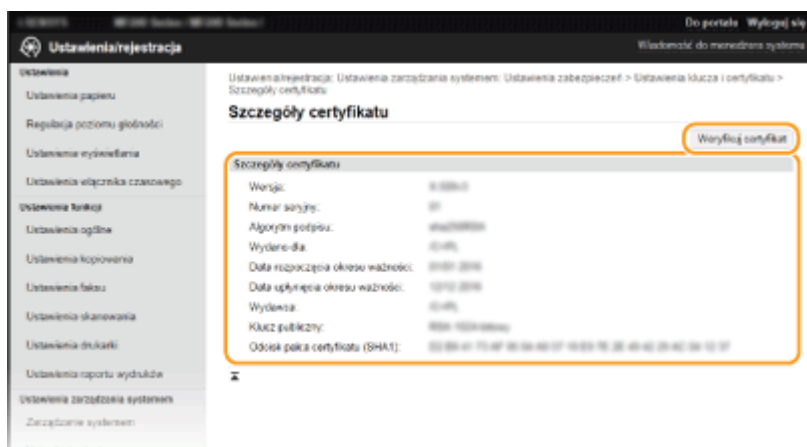 Do portalu Wyloguj się
Ustawienia/rejestracja
Wiadomość do menedżera systemu
Ustawienia
Ustawienia papieru
Regulacja poziomu głośności
Ustawienia wyświetlania
Ustawienia włącznika czasowego
Ustawienia funkcji
Ustawienia ogólne
Ustawienia kopiowania
Ustawienia faksu
Ustawienia skanowania
Ustawienia drukarki
Ustawienia raportu wydruków
Ustawienia zarządzania systemem
Zarządzanie systemem
Ustawienia/rejestracja: Ustawienia zarządzania systemem: Ustawienia zabezpieczeń > Ustawienia klucza i certyfikatu >
Szczegóły certyfikatu
Szczegóły certyfikatu
Weryfikuj certyfikat
Szczegóły certyfikatu
Wersja:
Numer seryjny:
Algorytm podpisu:
Wydano dla:
Data rozpoczęcia okresu ważności:
Data upłynięcia okresu ważności:
Wydawca:
Klucz publiczny:
Odcisk palca certyfikatu (SHA1):